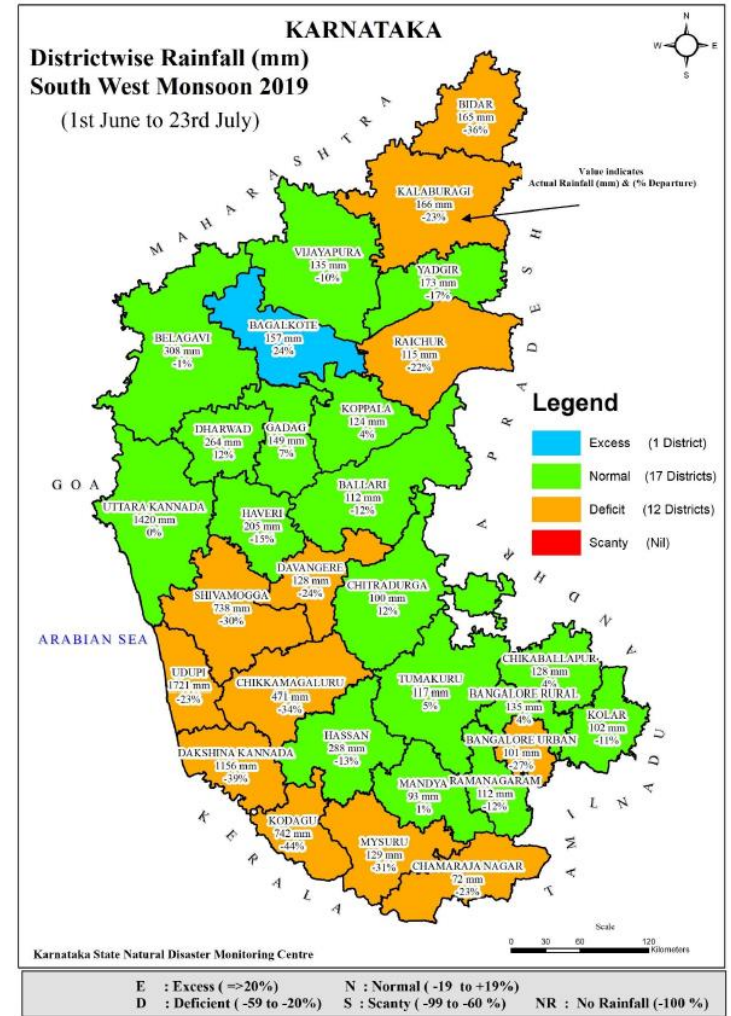 KARNATAKA
Districtwise Rainfall (mm)
South West Monsoon 2019
(1st June to 23rd July)
N
W E
S
MAHARASHTRA
BIDAR
165 mm
-36%
Value indicates
Actual Rainfall (mm) & (% Departure)
KALABURAGI
166 mm
-23%
VIJAYAPURA
135 mm
-10%
YADGIR
173 mm
-17%
BAGALKOTE
157 mm
24%
BELAGAVI
308 mm
-1%
RAICHUR
115 mm
-22%
ANDHRA PRADESH
KOPPALA
124 mm
4%
DHARWAD
264 mm
12%
GADAG
149 mm
7%
Legend
Excess (1 District)
Normal (17 Districts)
Deficit (12 Districts)
Scanty (Nil)
GOA
BALLARI
112 mm
-12%
UTTARA KANNADA
1420 mm
0%
HAVERI
205 mm
-15%
DAVANGERE
128 mm
-24%
CHITRADURGA
100 mm
12%
SHIVAMOGGA
738 mm
-30%
ARABIAN SEA
UDUPI
1721 mm
-23%
CHIKKAMAGALURU
471 mm
-34%
TUMAKURU
117 mm
5%
CHIKABALLAPUR
128 mm
4%
BANGALORE RURAL
135 mm
4%
KOLAR
102 mm
-11%
HASSAN
288 mm
-13%
BANGALORE URBAN
101 mm
-27%
DAKSHINA KANNADA
1156 mm
-39%
MANDYA
93 mm
1%
RAMANAGARAM
112 mm
-12%
KODAGU
742 mm
-44%
MYSURU
129 mm
-31%
CHAMARAJA NAGAR
72 mm
-23%
KERALA
TAMILNADU
Scale
0 30 60 120
Kilometers
Karnataka State Natural Disaster Monitoring Centre
E : Excess ( =>20%) N : Normal ( -19 to +19%)
D : Deficient ( -59 to -20%) S : Scanty ( -99 to -60 %) NR : No Rainfall (-100 %)